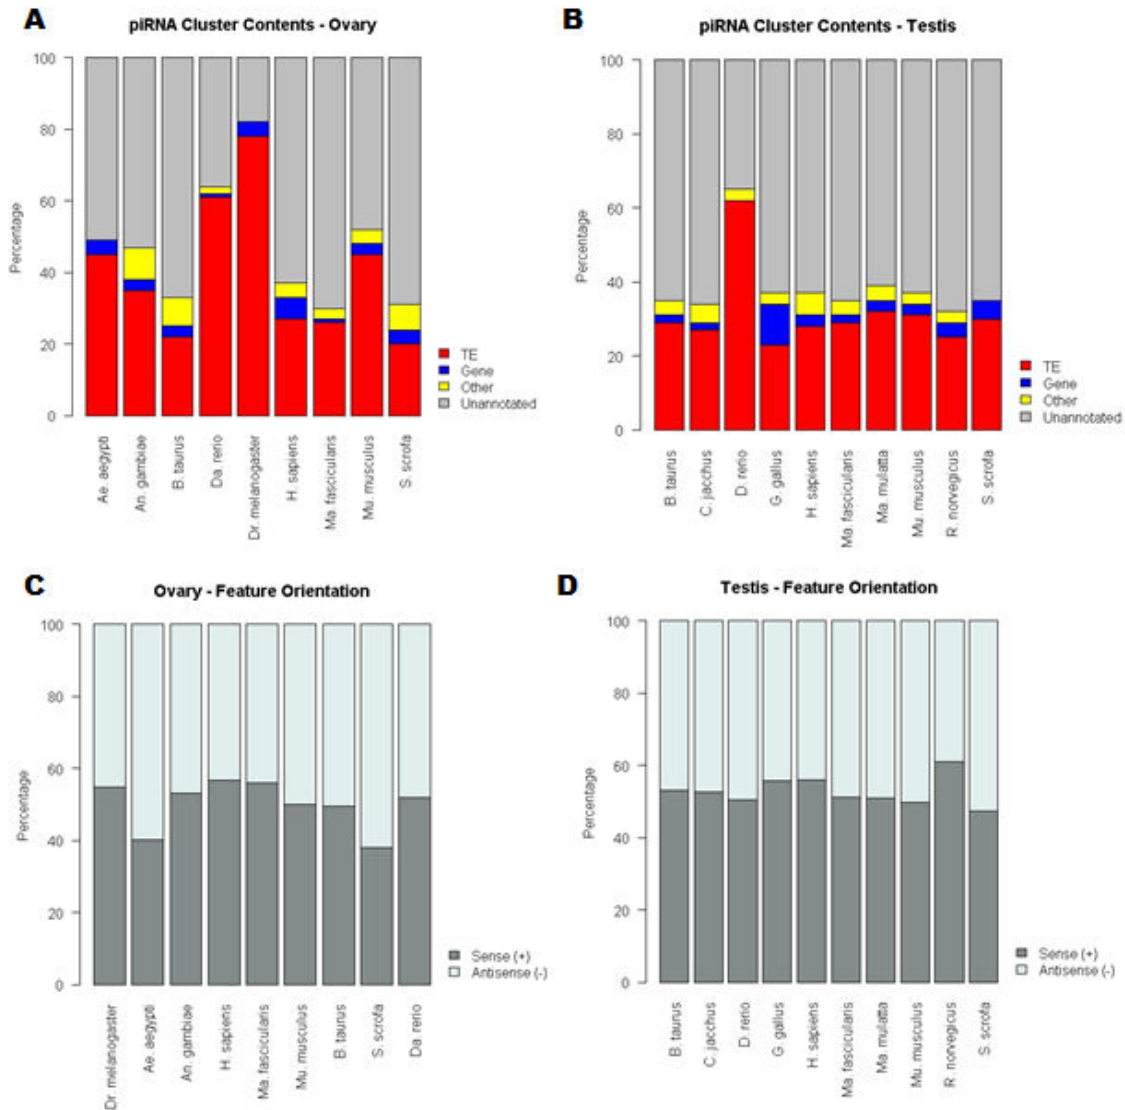 A
piRNA Cluster Contents - Ovary
Percentage
100
80
60
40
20
0
Ae. aegypti
An. gambiae
B. taurus
Da. rerio
Dr. melanogaster
H. sapiens
Ma. fascicularis
Mu. musculus
S. scrofa
TE
Gene
Other
Unannotated
B
piRNA Cluster Contents - Testis
Percentage
100
80
60
40
20
0
B. taurus
C. jacchus
D. rerio
G. gallus
H. sapiens
Ma. fascicularis
Ma. mulatta
Mu. musculus
R. norvegicus
S. scrofa
TE
Gene
Other
Unannotated
C
Ovary - Feature Orientation
Percentage
100
80
60
40
20
0
Dr. melanogaster
Ae. aegypti
An. gambiae
H. sapiens
Ma. fascicularis
Mu. musculus
B. taurus
S. scrofa
Da. rerio
Sense (+)
Antisense (-)
D
Testis - Feature Orientation
Percentage
100
80
60
40
20
0
B. taurus
C. jacchus
D. rerio
G. gallus
H. sapiens
Ma. fascicularis
Ma. mulatta
Mu. musculus
R. norvegicus
S. scrofa
Sense (+)
Antisense (-)